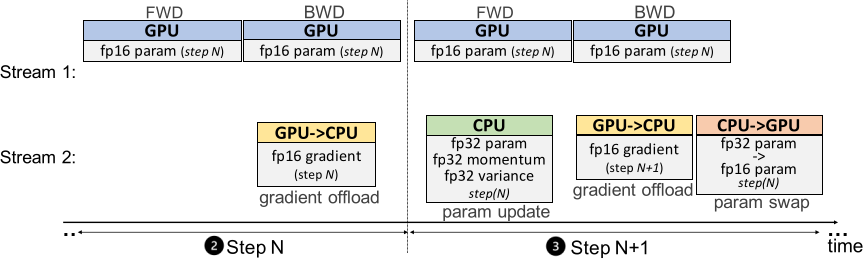 FWD
BWD
FWD
BWD
GPU
GPU
GPU
GPU
fp16 param (step N)
fp16 param (step N)
fp16 param (step N)
fp16 param (step N)
Stream 1:
Stream 2:
GPU->CPU
fp16 gradient
(step N)
gradient offload
CPU
fp32 param
fp32 momentum
fp32 variance
step(N)
param update
GPU->CPU
fp16 gradient
(step N+1)
gradient offload
CPU->GPU
fp32 param
->
fp16 param
step(N)
param swap
..
...
❷ Step N
❸ Step N+1
time